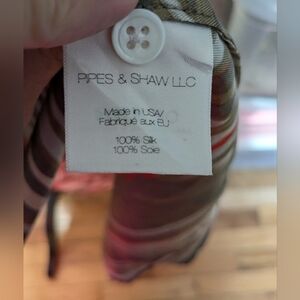 PIPES & SHAW LLC
Made in USA/
Fabriqué aux EU
100% Silk
100% Soie